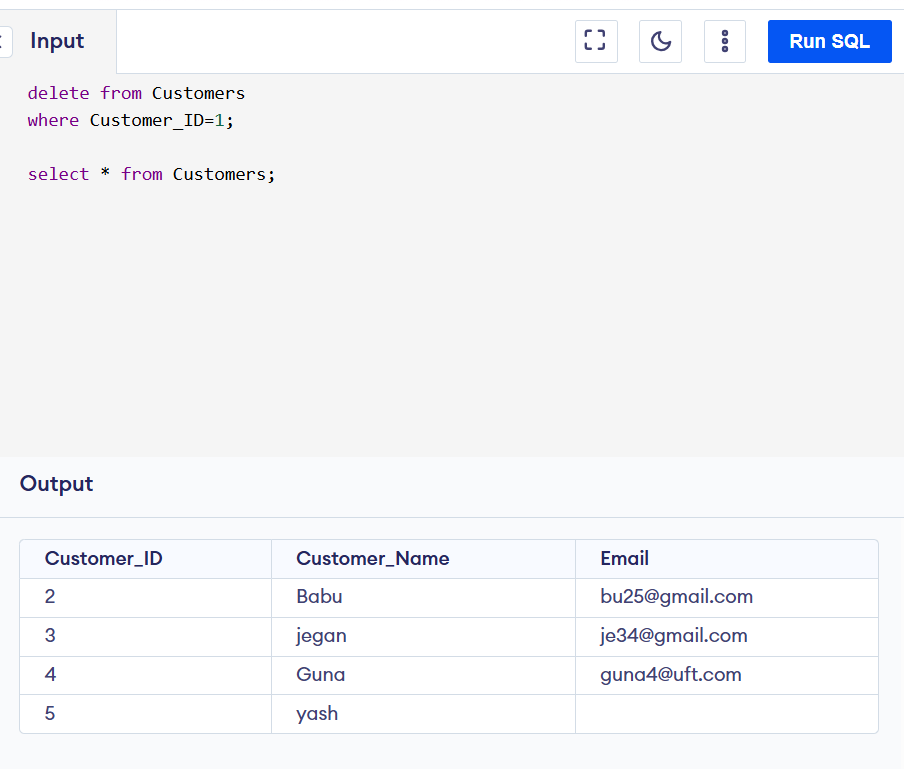 Input
Run SQL
delete from Customers
where Customer_ID=1;
select * from Customers;
Output
Customer_ID Customer_Name Email
2 Babu bu25@gmail.com
3 jegan je34@gmail.com
4 Guna guna4@uft.com
5 yash